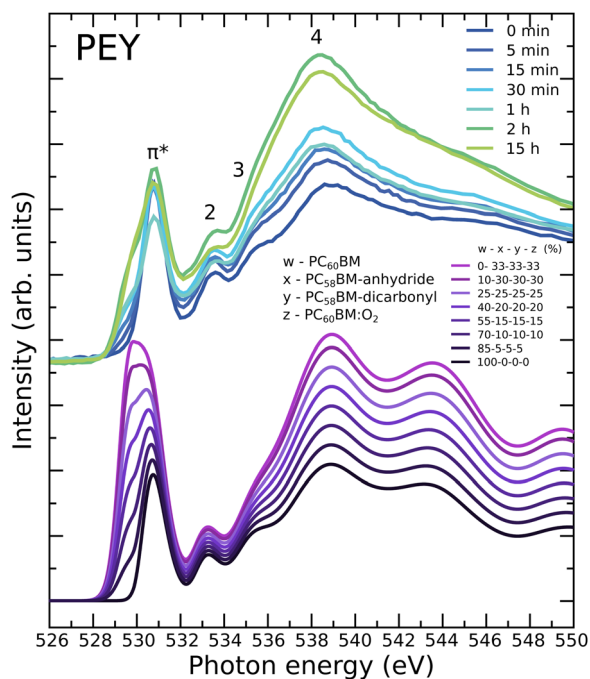 PEY
4
0 min
5 min
15 min
30 min
1 h
2 h
15 h
π*
3
2
w - PC₆₀BM
x - PC₅₈BM-anhydride
y - PC₅₈BM-dicarbonyl
z - PC₆₀BM:O₂
w - x - y - z (%)
0- 33-33-33
10-30-30-30
25-25-25-25
40-20-20-20
55-15-15-15
70-10-10-10
85-5-5-5
100-0-0-0
Intensity (arb. units)
526 528 530 532 534 536 538 540 542 544 546 548 550
Photon energy (eV)